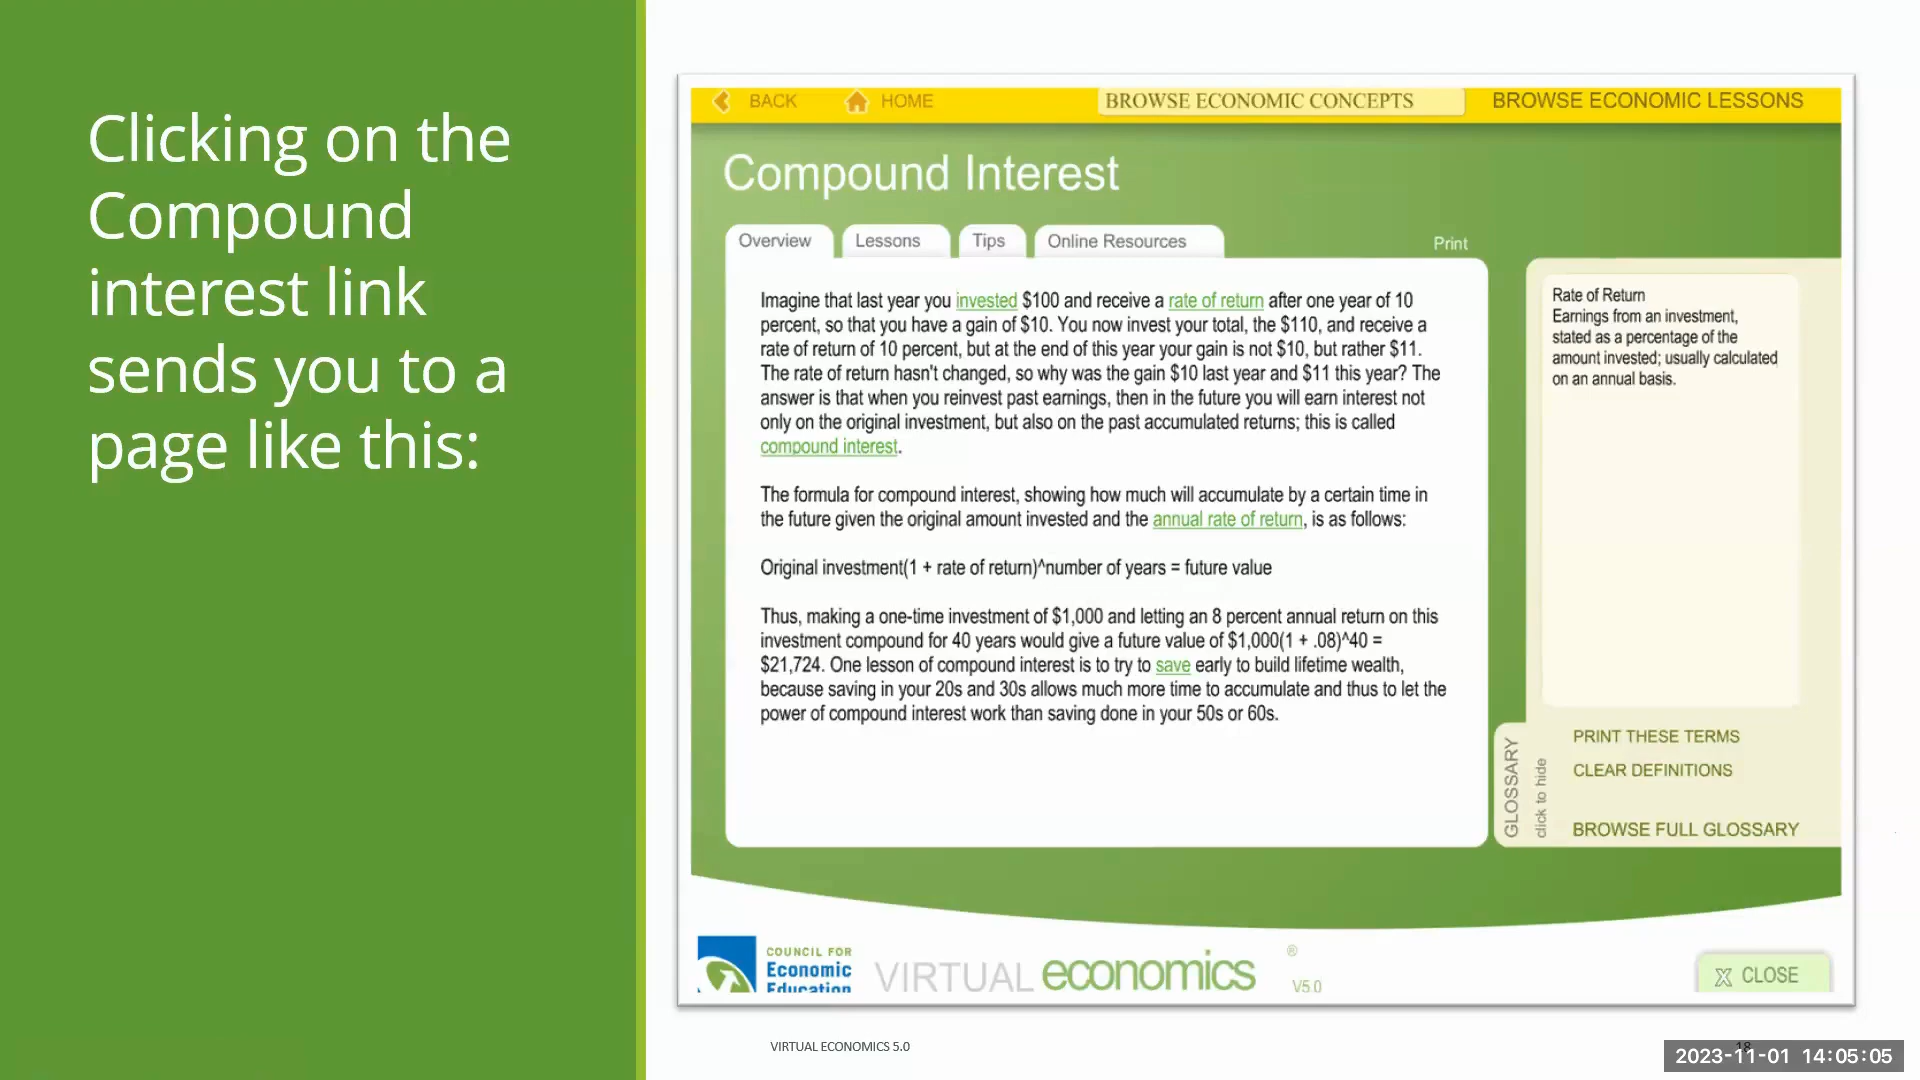 Clicking on the
Compound
interest link
sends you to a
page like this:
BACK
HOME
BROWSE ECONOMIC CONCEPTS
BROWSE ECONOMIC LESSONS
Compound Interest
Overview
Lessons
Tips
Online Resources
Print
Imagine that last year you invested $100 and receive a rate of return after one year of 10
percent, so that you have a gain of $10. You now invest your total, the $110, and receive a
rate of return of 10 percent, but at the end of this year your gain is not $10, but rather $11.
The rate of return hasn't changed, so why was the gain $10 last year and $11 this year? The
answer is that when you reinvest past earnings, then in the future you will earn interest not
only on the original investment, but also on the past accumulated returns; this is called
compound interest.
The formula for compound interest, showing how much will accumulate by a certain time in
the future given the original amount invested and the annual rate of return, is as follows:
Original investment(1 + rate of return)^number of years = future value
Thus, making a one-time investment of $1,000 and letting an 8 percent annual return on this
investment compound for 40 years would give a future value of $1,000(1 + .08)^40 =
$21,724. One lesson of compound interest is to try to save early to build lifetime wealth,
because saving in your 20s and 30s allows much more time to accumulate and thus to let the
power of compound interest work than saving done in your 50s or 60s.
Rate of Return
Earnings from an investment,
stated as a percentage of the
amount invested; usually calculated
on an annual basis.
GLOSSARY
click to hide
PRINT THESE TERMS
CLEAR DEFINITIONS
BROWSE FULL GLOSSARY
COUNCIL FOR
Economic
Education
VIRTUAL economics ®
V5.0
X CLOSE
VIRTUAL ECONOMICS 5.0
18
2023-11-01 14:05:05